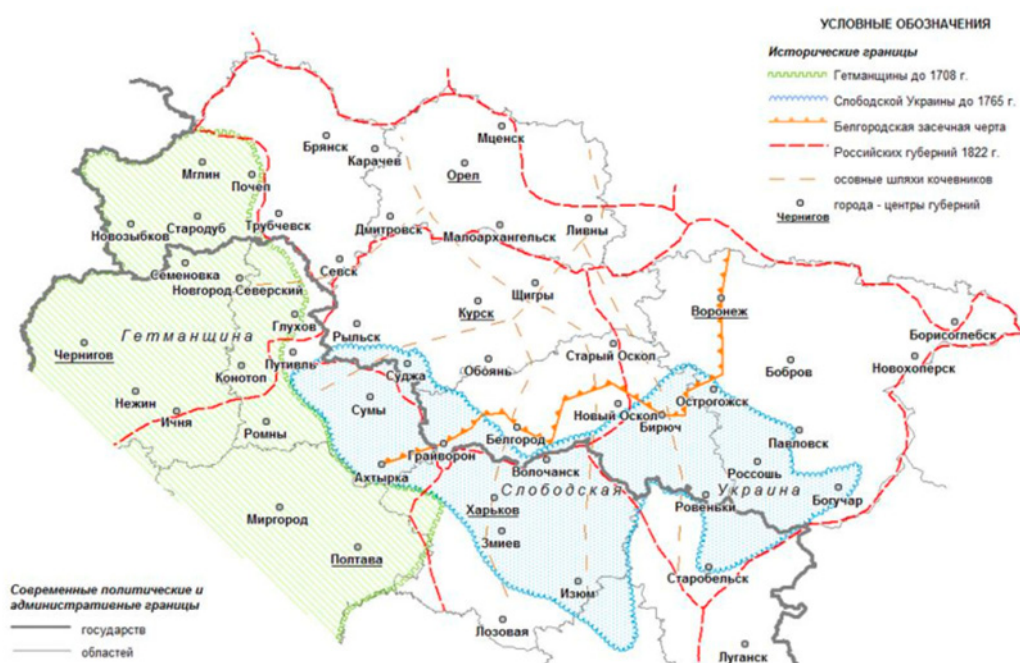 УСЛОВНЫЕ ОБОЗНАЧЕНИЯ
Исторические границы
Гетманщины до 1708 г.
Слободской Украины до 1765 г.
Белгородская засечная черта
Российских губерний 1822 г.
осовные шляхи кочевников
Чернигов
города - центры губерний
Мценск
Брянск
Карачев
Орел
Мглин
Почеп
Новозыбков
Стародуб
Трубчевск
Дмитровск
Малоархангельск
Ливны
Семеновка
Севск
Новгород Северский
Щигры
Воронеж
Курск
Глухов
Рыльск
Борисоглебск
Гетманщина
Чернигов
Старый Оскол
Путивль
Суджа
Обоянь
Бобров
Новохоперск
Конотоп
Нежин
Сумы
Острогожск
Ичня
Новый Оскол
Бирюч
Ромны
Белгород
Павловск
Грайворон
Ахтырка
Волочанск
Россошь
Слободская
Украина
Богучар
Харьков
Ровеньки
Миргород
Змиев
Полтава
Старобельск
Изюм
Современные политические и
административные границы
государств
областей
Лозовая
Луганск